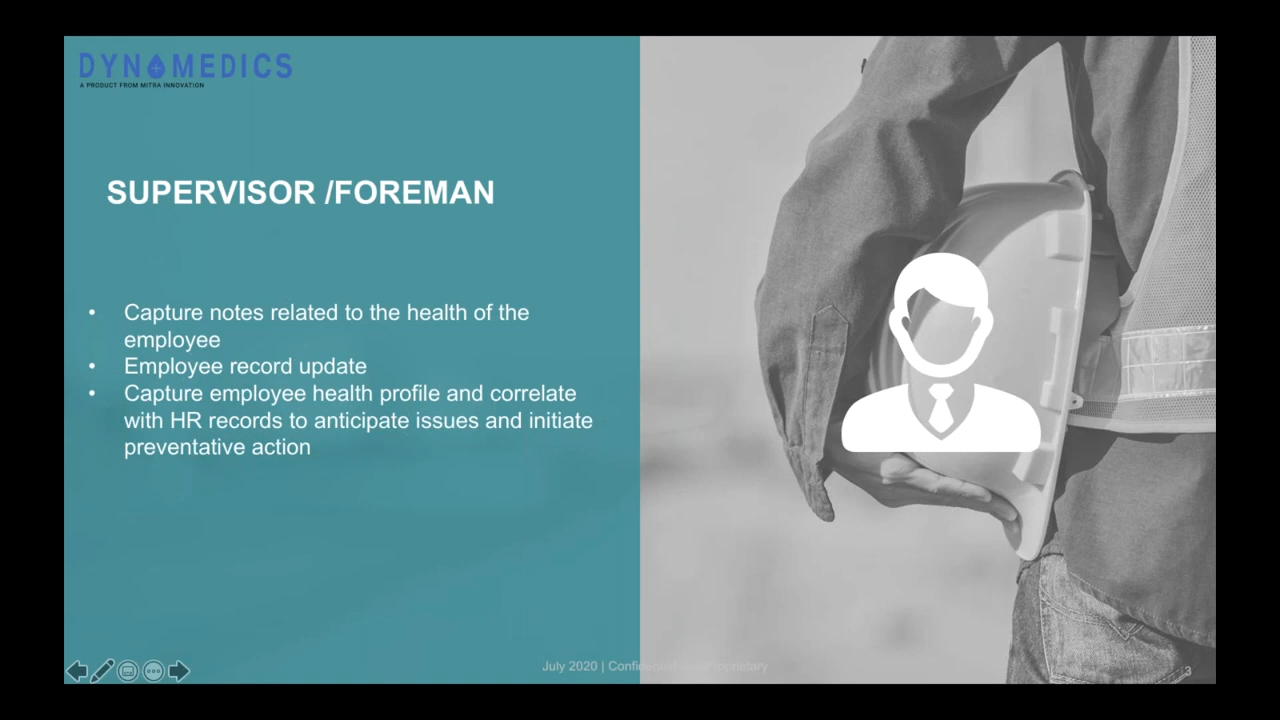 DYNAMEDICS
A PRODUCT FROM MITRA INNOVATION
SUPERVISOR /FOREMAN
• Capture notes related to the health of the
employee
• Employee record update
• Capture employee health profile and correlate
with HR records to anticipate issues and initiate
preventative action
July 2020 | Confidential and Proprietary
3